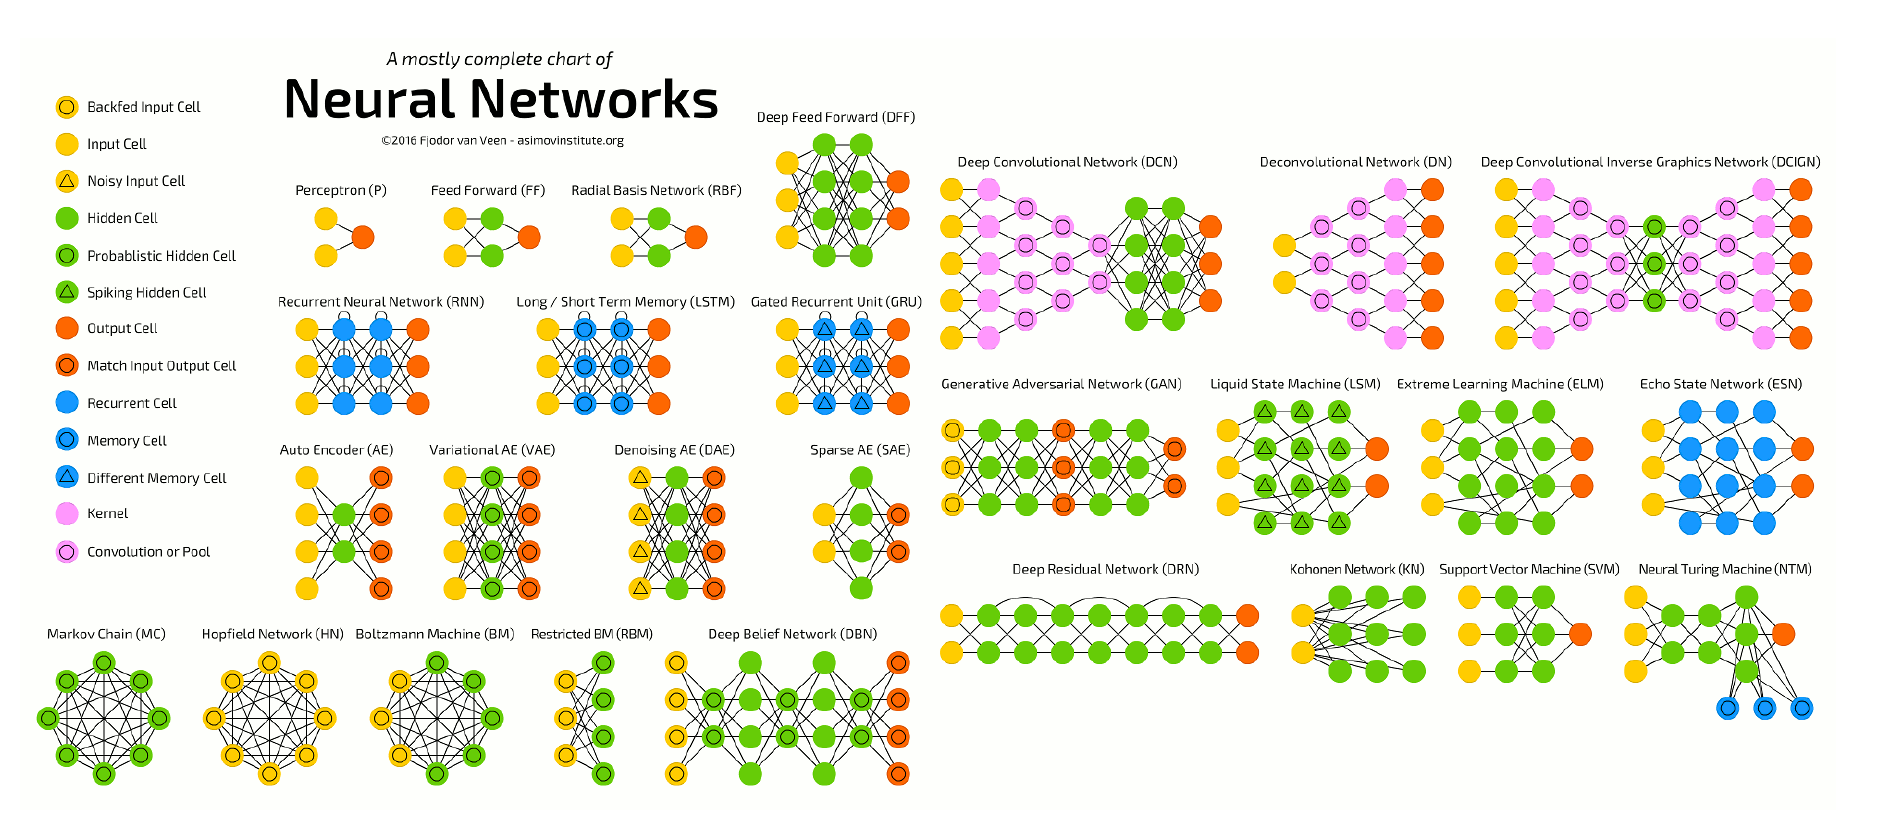 A mostly complete chart of
Neural Networks
©2016 Fjodor van Veen - asimovinstitute.org
Backfed Input Cell
Input Cell
Noisy Input Cell
Hidden Cell
Probablistic Hidden Cell
Spiking Hidden Cell
Output Cell
Match Input Output Cell
Recurrent Cell
Memory Cell
Different Memory Cell
Kernel
Convolution or Pool
Perceptron (P)
Feed Forward (FF)
Radial Basis Network (RBF)
Deep Feed Forward (DFF)
Recurrent Neural Network (RNN)
Long / Short Term Memory (LSTM)
Gated Recurrent Unit (GRU)
Auto Encoder (AE)
Variational AE (VAE)
Denoising AE (DAE)
Sparse AE (SAE)
Markov Chain (MC)
Hopfield Network (HN)
Boltzmann Machine (BM)
Restricted BM (RBM)
Deep Belief Network (DBN)
Deep Convolutional Network (DCN)
Deconvolutional Network (DN)
Deep Convolutional Inverse Graphics Network (DCIGN)
Generative Adversarial Network (GAN)
Liquid State Machine (LSM)
Extreme Learning Machine (ELM)
Echo State Network (ESN)
Deep Residual Network (DRN)
Kohonen Network (KN)
Support Vector Machine (SVM)
Neural Turing Machine (NTM)